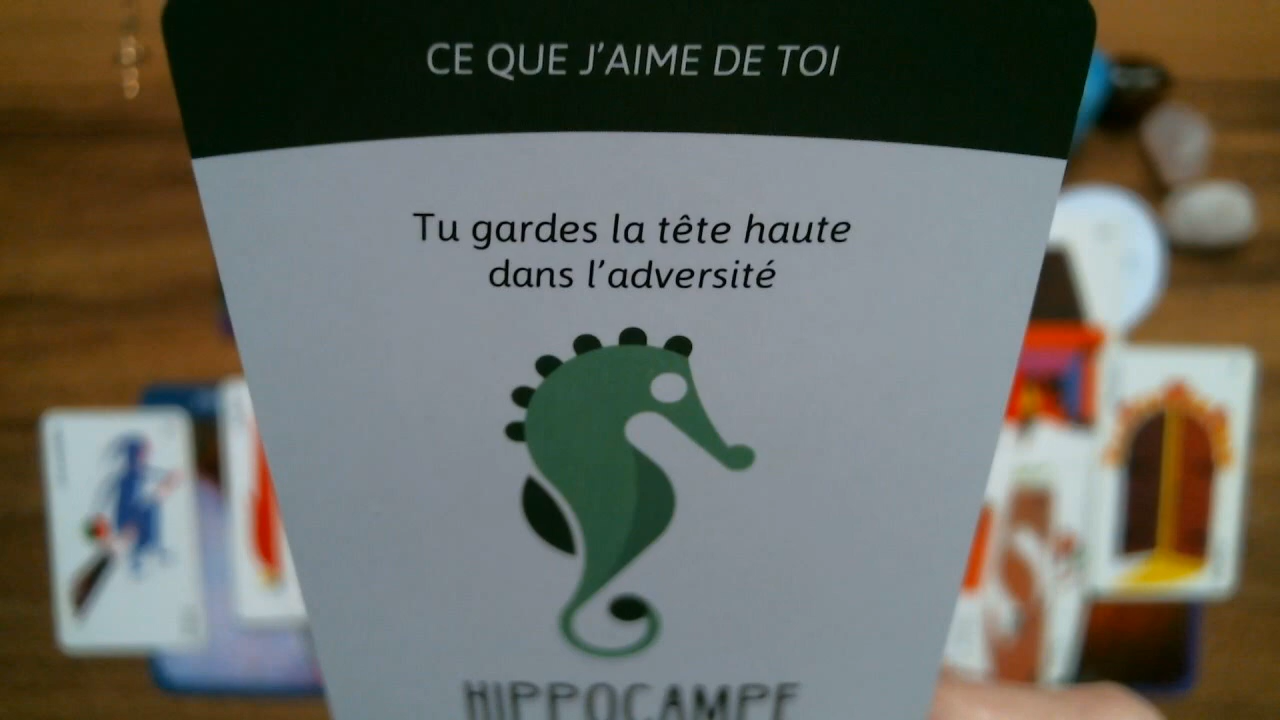 CE QUE J'AIME DE TOI
Tu gardes la tête haute
dans l'adversité
HIPPOCAMPE